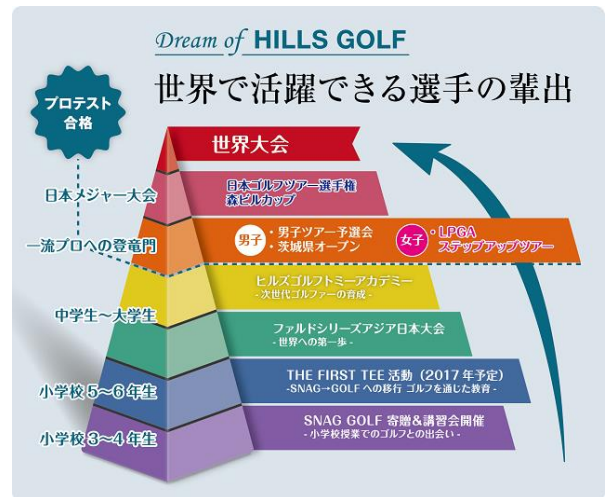 Dream of HILLS GOLF
世界で活躍できる選手の輩出
プロテスト
合格
世界大会
日本メジャー大会
日本ゴルフツアー選手権
森ビルカップ
一流プロへの登竜門
男子
・男子ツアー予選会
・茨城県オープン
女子
・LPGA
ステップアップツアー
中学生～大学生
ヒルズゴルフトミーアカデミー
- 次世代ゴルファーの育成 -
ファルドシリーズアジア日本大会
- 世界への第一歩 -
小学校5～6年生
THE FIRST TEE 活動（2017年予定）
-SNAG→GOLF への移行 ゴルフを通じた教育 -
小学校3～4年生
SNAG GOLF 寄贈&講習会開催
- 小学校授業でのゴルフとの出会い -